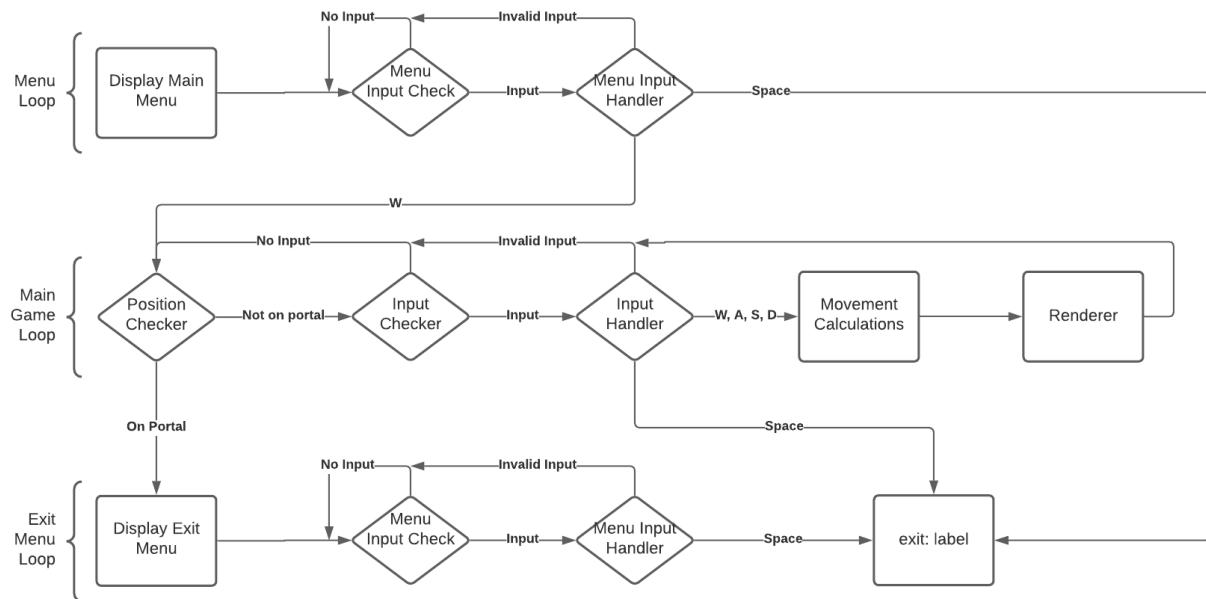 No Input
Invalid Input
Menu
Loop
Display Main
Menu
Menu
Input Check
Input
Menu Input
Handler
Space
W
No Input
Invalid Input
Main
Game
Loop
Position
Checker
Not on portal
Input
Checker
Input
Input
Handler
W, A, S, D
Movement
Calculations
Renderer
On Portal
Space
No Input
Invalid Input
Exit
Menu
Loop
Display Exit
Menu
Menu
Input Check
Input
Menu Input
Handler
Space
exit: label